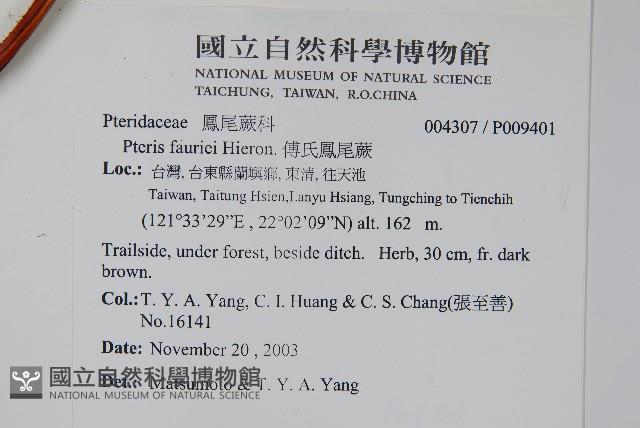 國立自然科學博物館
NATIONAL MUSEUM OF NATURAL SCIENCE
TAICHUNG, TAIWAN, R.O.CHINA
Pteridaceae 鳳尾蕨科 004307 / P009401
Pteris fauriei Hieron. 傅氏鳳尾蕨
Loc.: 台灣, 台東縣蘭嶼鄉, 東清, 往天池
Taiwan, Taitung Hsien, Lanyu Hsiang, Tungching to Tienchih
(121°33'29"E , 22°02'09"N) alt. 162 m.
Trailside, under forest, beside ditch. Herb, 30 cm, fr. dark
brown.
Col.: T. Y. A. Yang, C. I. Huang & C. S. Chang(張至善)
No.16141
Date: November 20 , 2003
Det.: Matsumoto & T. Y. A. Yang
國立自然科學博物館
NATIONAL MUSEUM OF NATURAL SCIENCE